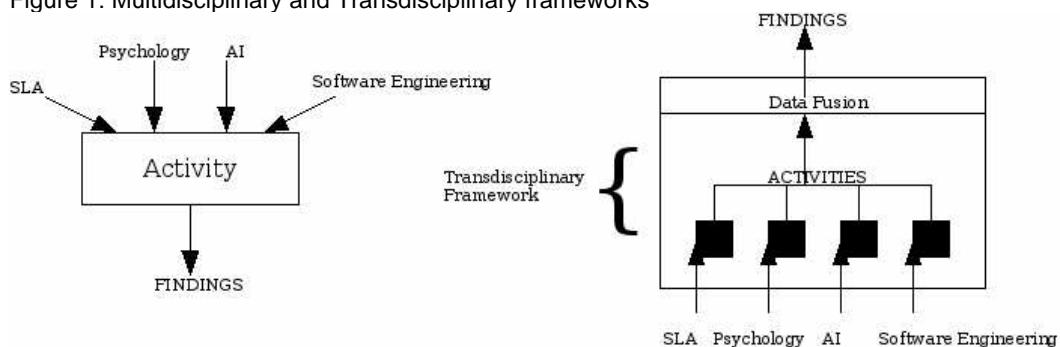 Figure 1. Multidisciplinary and Transdisciplinary frameworks
Psychology AI
SLA
Software Engineering
Activity
FINDINGS
FINDINGS
Data Fusion
Transdisciplinary
Framework
ACTIVITIES
SLA Psychology AI Software Engineering